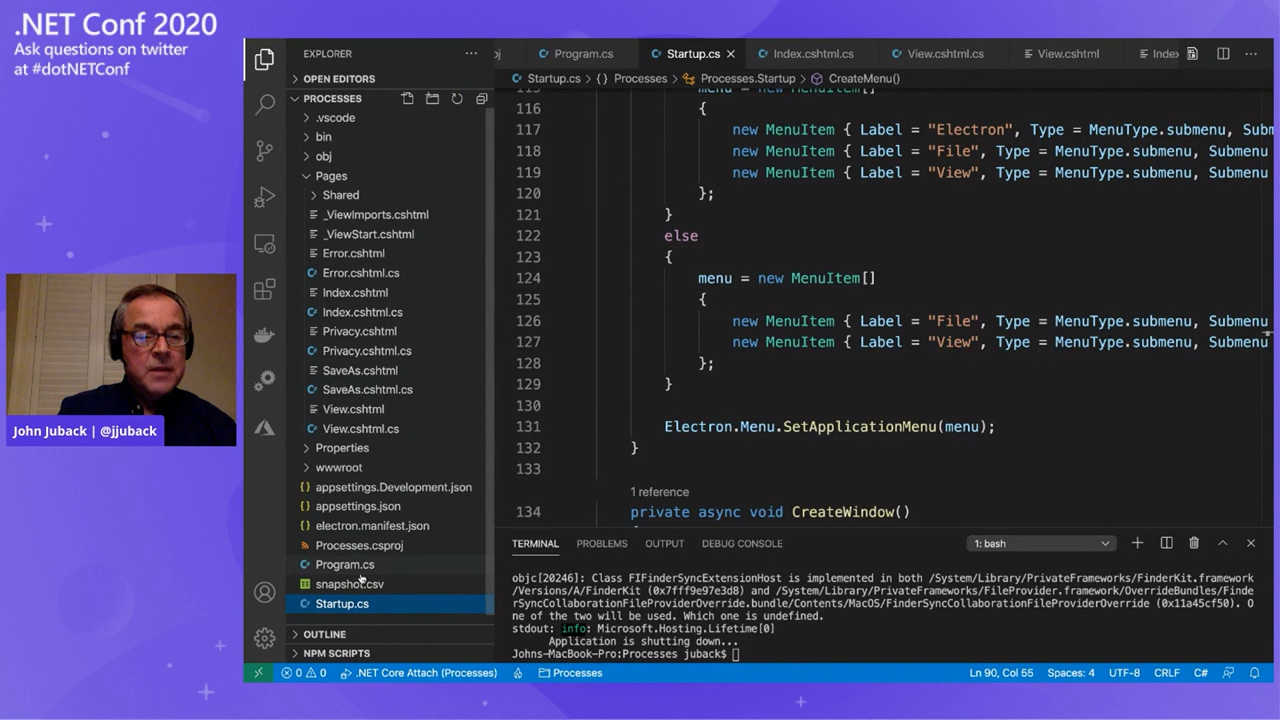 .NET Conf 2020
Ask questions on twitter
at #dotNETConf
John Juback | @jjuback
EXPLORER
OPEN EDITORS
PROCESSES
.vscode
bin
obj
Pages
Shared
_ViewImports.cshtml
_ViewStart.cshtml
Error.cshtml
Error.cshtml.cs
Index.cshtml
Index.cshtml.cs
Privacy.cshtml
Privacy.cshtml.cs
SaveAs.cshtml
SaveAs.cshtml.cs
View.cshtml
View.cshtml.cs
Properties
wwwroot
appsettings.Development.json
appsettings.json
electron.manifest.json
Processes.csproj
Program.cs
snapshot.csv
Startup.cs
OUTLINE
NPM SCRIPTS
Program.cs Startup.cs Index.cshtml.cs View.cshtml.cs View.cshtml Index
Startup.cs > {} Processes > Processes.Startup > CreateMenu()
115 menu = new MenuItem[]
116 {
117 new MenuItem { Label = "Electron", Type = MenuType.submenu, Subm
118 new MenuItem { Label = "File", Type = MenuType.submenu, Submenu
119 new MenuItem { Label = "View", Type = MenuType.submenu, Submenu
120 };
121 }
122 else
123 {
124 menu = new MenuItem[]
125 {
126 new MenuItem { Label = "File", Type = MenuType.submenu, Submenu
127 new MenuItem { Label = "View", Type = MenuType.submenu, Submenu
128 };
129 }
130
131 Electron.Menu.SetApplicationMenu(menu);
132 }
133
1 reference
134 private async void CreateWindow()
TERMINAL PROBLEMS OUTPUT DEBUG CONSOLE 1: bash
objc[20246]: Class FIFinderSyncExtensionHost is implemented in both /System/Library/PrivateFrameworks/FinderKit.framework
/Versions/A/FinderKit (0x7fff9e97e3d8) and /System/Library/PrivateFrameworks/FileProvider.framework/OverrideBundles/Finde
rSyncCollaborationFileProviderOverride.bundle/Contents/MacOS/FinderSyncCollaborationFileProviderOverride (0x11a45cf50). O
ne of the two will be used. Which one is undefined.
stdout: info: Microsoft.Hosting.Lifetime[0]
Application is shutting down...
Johns-MacBook-Pro:Processes juback$
0 0 .NET Core Attach (Processes) Processes Ln 90, Col 55 Spaces: 4 UTF-8 CRLF C#